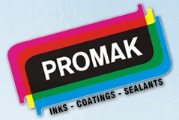 PROMAK
INKS - COATINGS - SEALANTS